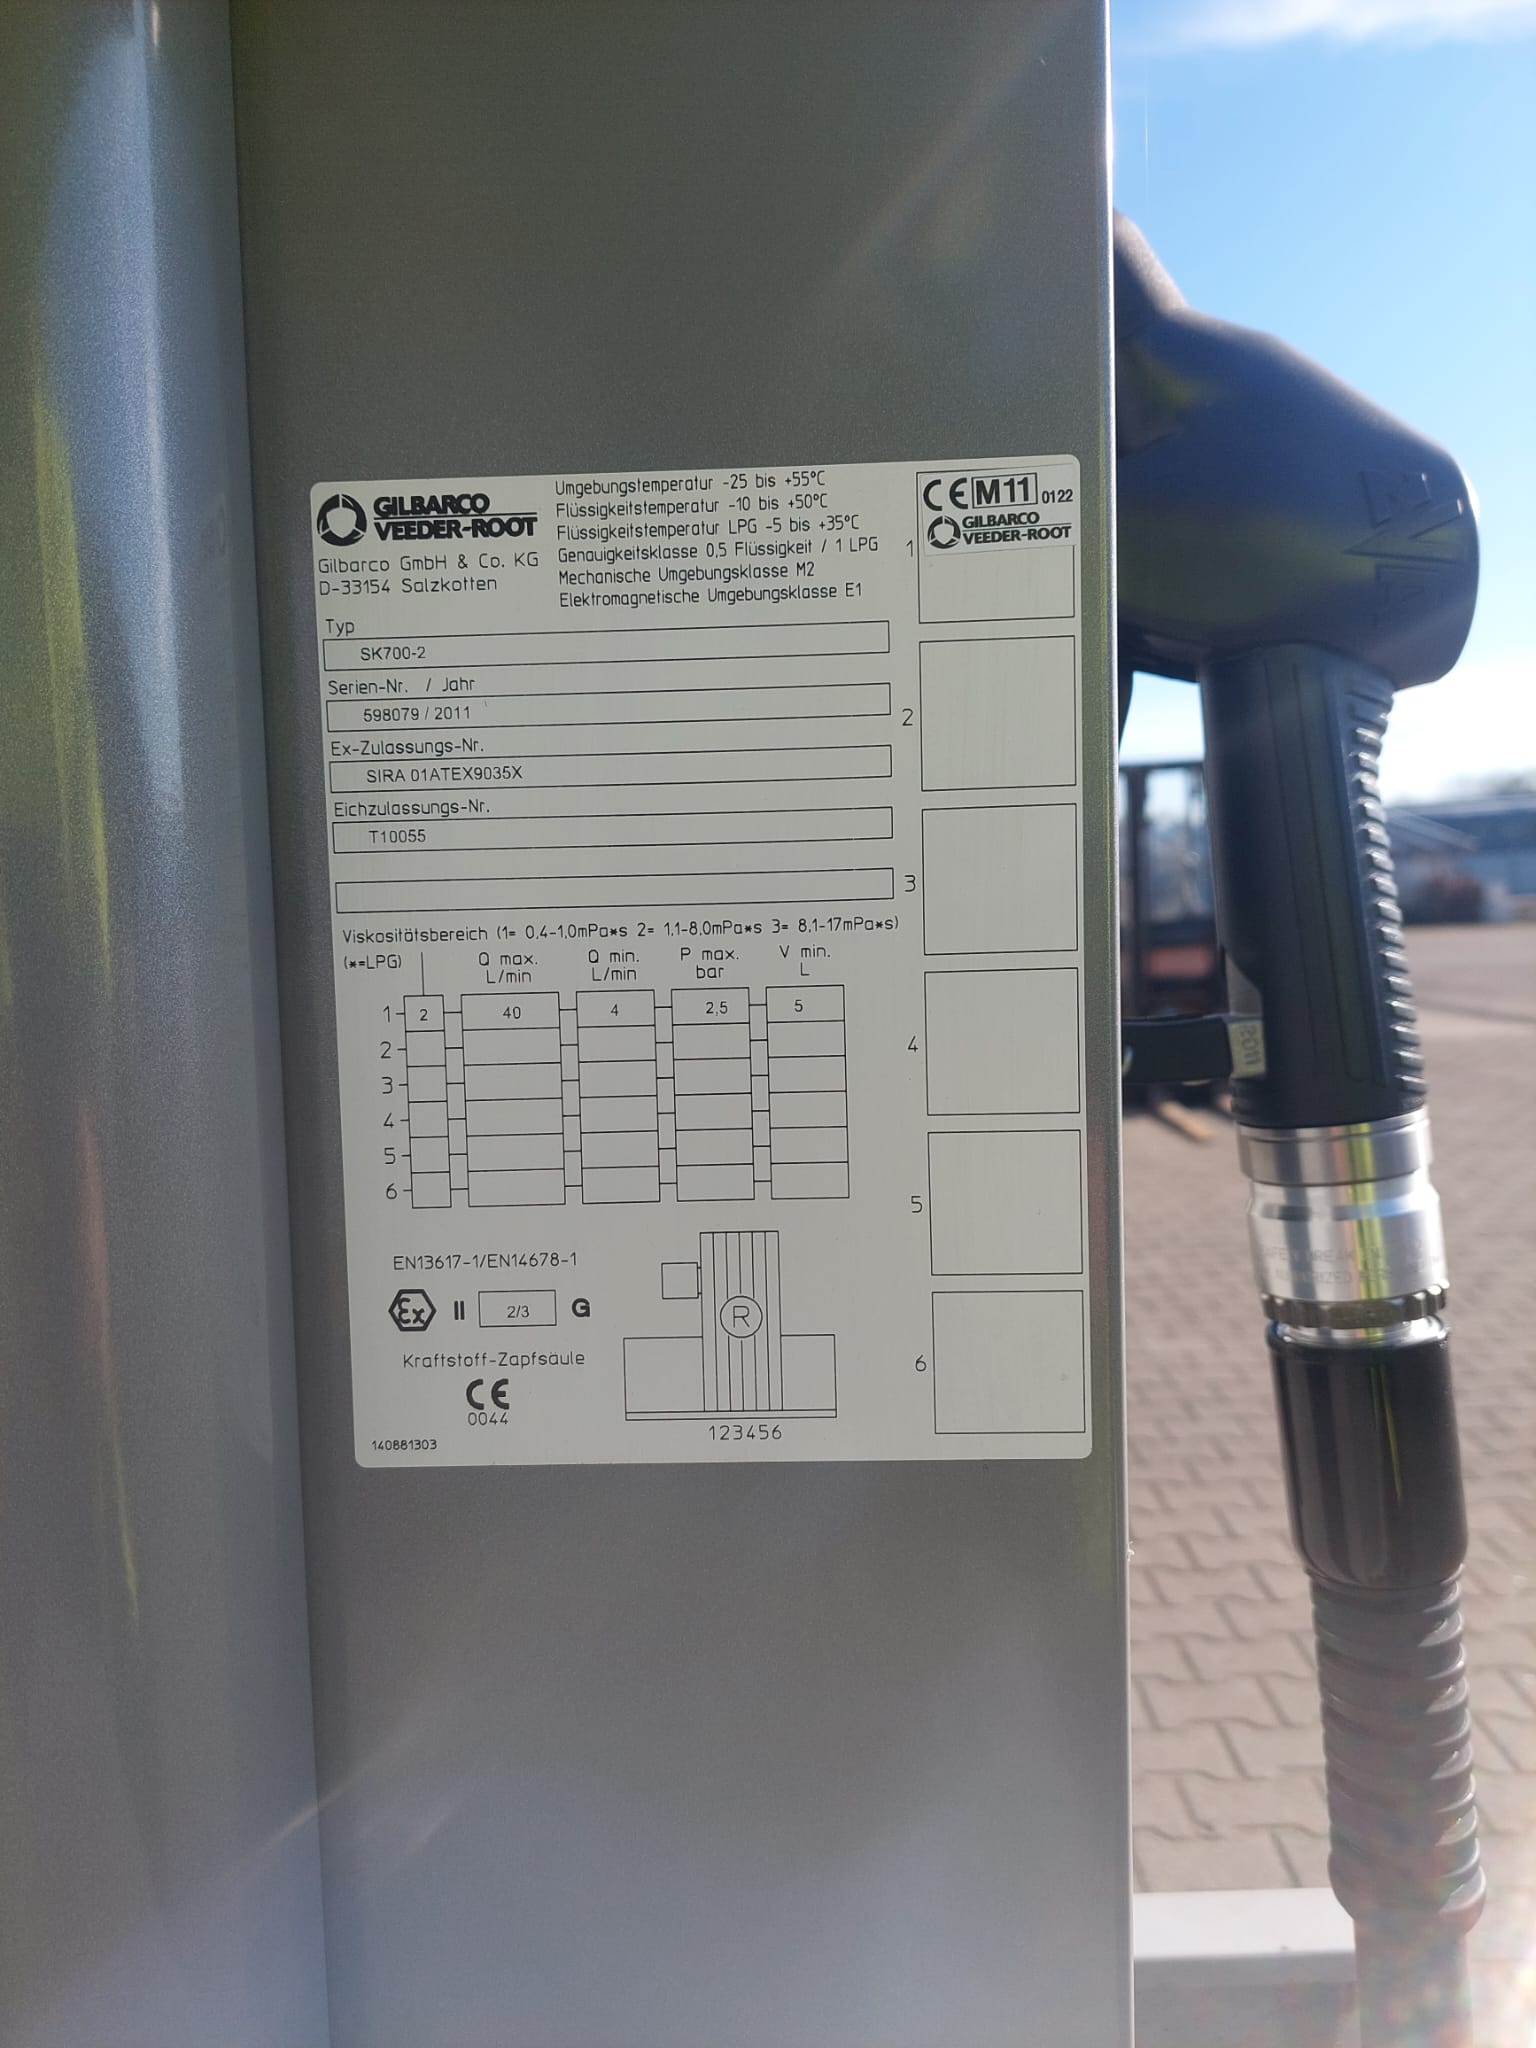 GILBARCO
VEEDER-ROOT
Gilbarco GmbH & Co. KG
D-33154 Salzkotten
Umgebungstemperatur -25 bis +55°C
Flüssigkeitstemperatur -10 bis +50°C
Flüssigkeitstemperatur LPG -5 bis +35°C
Genauigkeitsklasse 0,5 Flüssigkeit / 1 LPG
Mechanische Umgebungsklasse M2
Elektromagnetische Umgebungsklasse E1
CE M11 0122
GILBARCO
VEEDER-ROOT
1
2
3
4
5
6
Typ
SK700-2
Serien-Nr. / Jahr
598079 / 2011
Ex-Zulassungs-Nr.
SIRA 01ATEX9035X
Eichzulassungs-Nr.
T10055
Viskositätsbereich (1= 0,4-1,0mPa*s 2= 1,1-8,0mPa*s 3= 8,1-17mPa*s)
(*=LPG) Q max. L/min Q min. L/min P max. bar V min. L
1 2 40 4 2,5 5
2
3
4
5
6
EN13617-1/EN14678-1
Ex II 2/3 G
Kraftstoff-Zapfsäule
CE
0044
140881303
R
123456